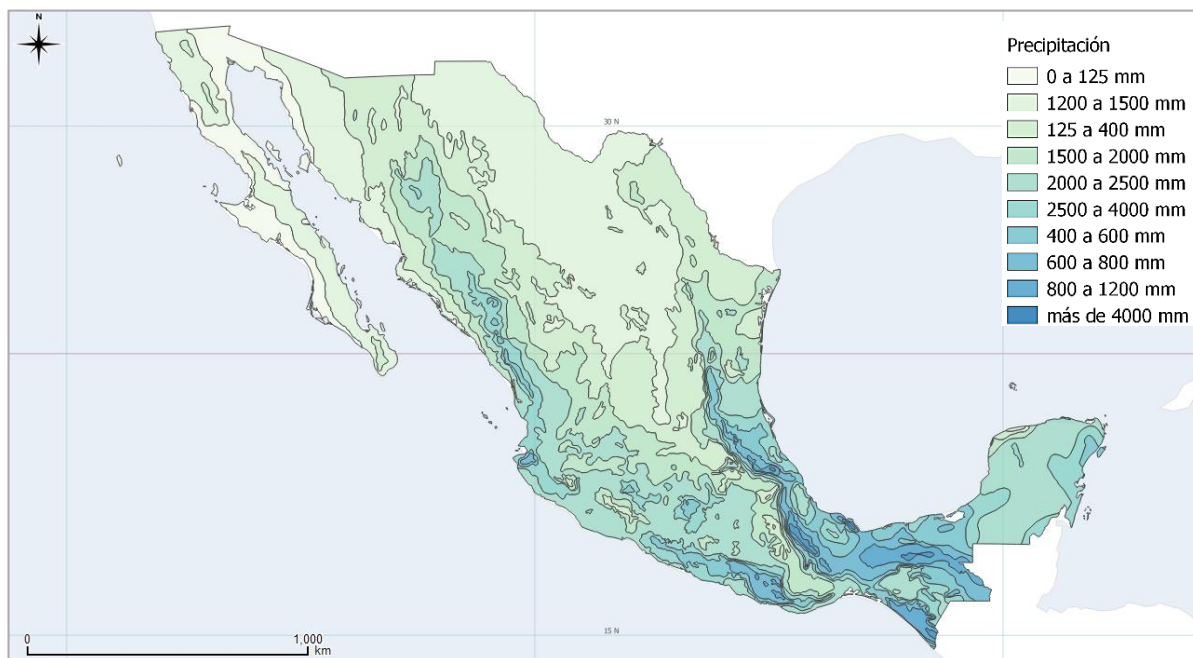 N
Precipitación
0 a 125 mm
1200 a 1500 mm
125 a 400 mm
1500 a 2000 mm
2000 a 2500 mm
2500 a 4000 mm
400 a 600 mm
600 a 800 mm
800 a 1200 mm
más de 4000 mm
30 N
15 N
0
1,000
km